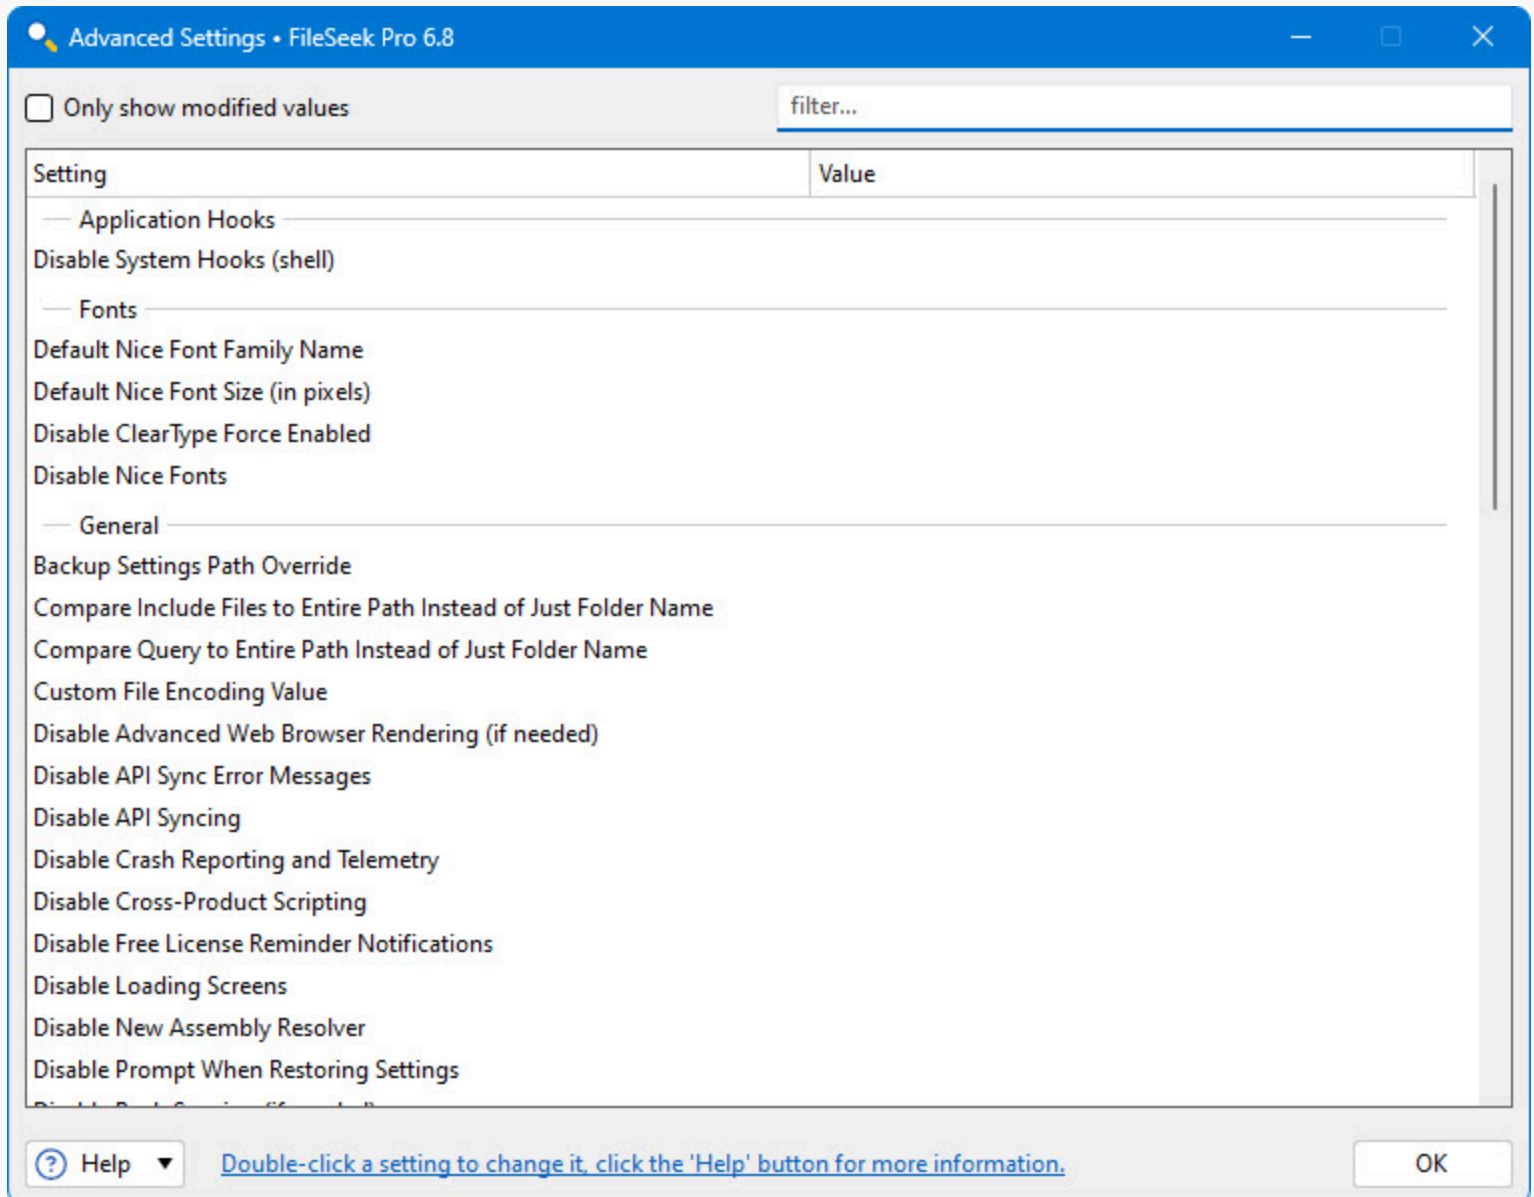 Advanced Settings • FileSeek Pro 6.8
Only show modified values
filter...
Setting Value
Application Hooks
Disable System Hooks (shell)
Fonts
Default Nice Font Family Name
Default Nice Font Size (in pixels)
Disable ClearType Force Enabled
Disable Nice Fonts
General
Backup Settings Path Override
Compare Include Files to Entire Path Instead of Just Folder Name
Compare Query to Entire Path Instead of Just Folder Name
Custom File Encoding Value
Disable Advanced Web Browser Rendering (if needed)
Disable API Sync Error Messages
Disable API Syncing
Disable Crash Reporting and Telemetry
Disable Cross-Product Scripting
Disable Free License Reminder Notifications
Disable Loading Screens
Disable New Assembly Resolver
Disable Prompt When Restoring Settings
Help
Double-click a setting to change it, click the 'Help' button for more information.
OK